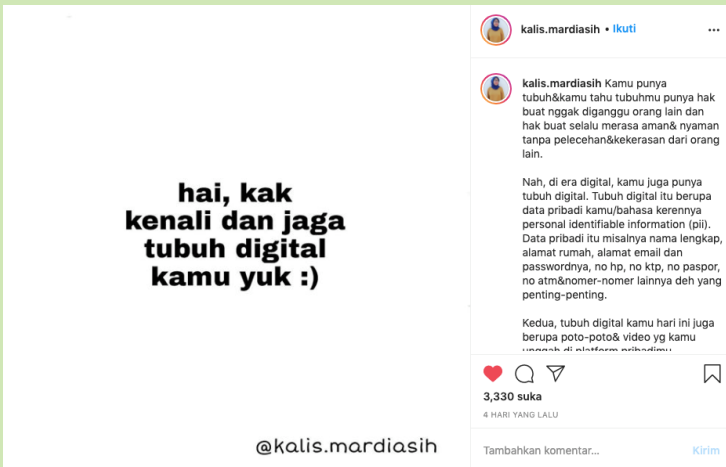 hai, kak
kenali dan jaga
tubuh digital
kamu yuk :)
@kalis.mardiasih
kalis.mardiasih • Ikuti
kalis.mardiasih Kamu punya
tubuh&kamu tahu tubuhmu punya hak
buat nggak diganggu orang lain dan
hak buat selalu merasa aman& nyaman
tanpa pelecehan&kekerasan dari orang
lain.
Nah, di era digital, kamu juga punya
tubuh digital. Tubuh digital itu berupa
data pribadi kamu/bahasa kerennya
personal identifiable information (pii).
Data pribadi itu misalnya nama lengkap,
alamat rumah, alamat email dan
passwordnya, no hp, no ktp, no paspor,
no atm&nomer-nomer lainnya deh yang
penting-penting.
Kedua, tubuh digital kamu hari ini juga
berupa poto-poto& video yg kamu
unggah di platform pribadimu
3,330 suka
4 HARI YANG LALU
Tambahkan komentar...
Kirim